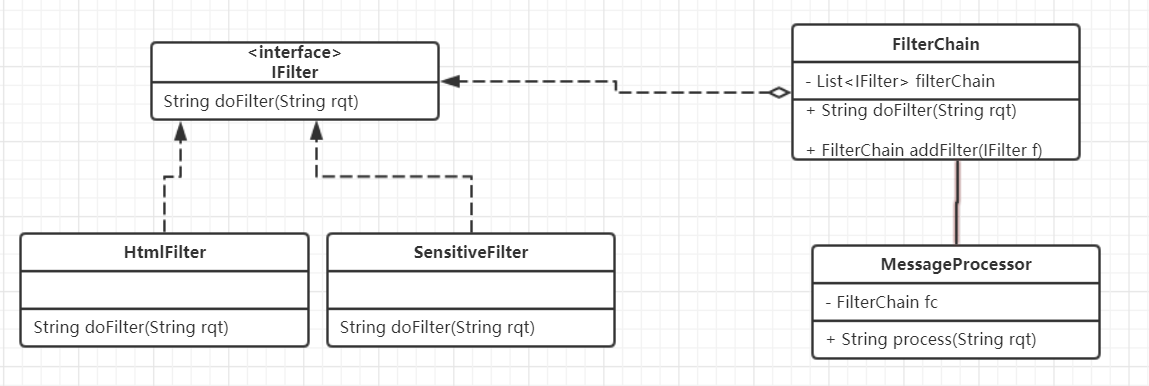 <interface>
IFilter
String doFilter(String rqt)
FilterChain
- List<IFilter> filterChain
+ String doFilter(String rqt)
+ FilterChain addFilter(IFilter f)
HtmlFilter
String doFilter(String rqt)
SensitiveFilter
String doFilter(String rqt)
MessageProcessor
- FilterChain fc
+ String process(String rqt)